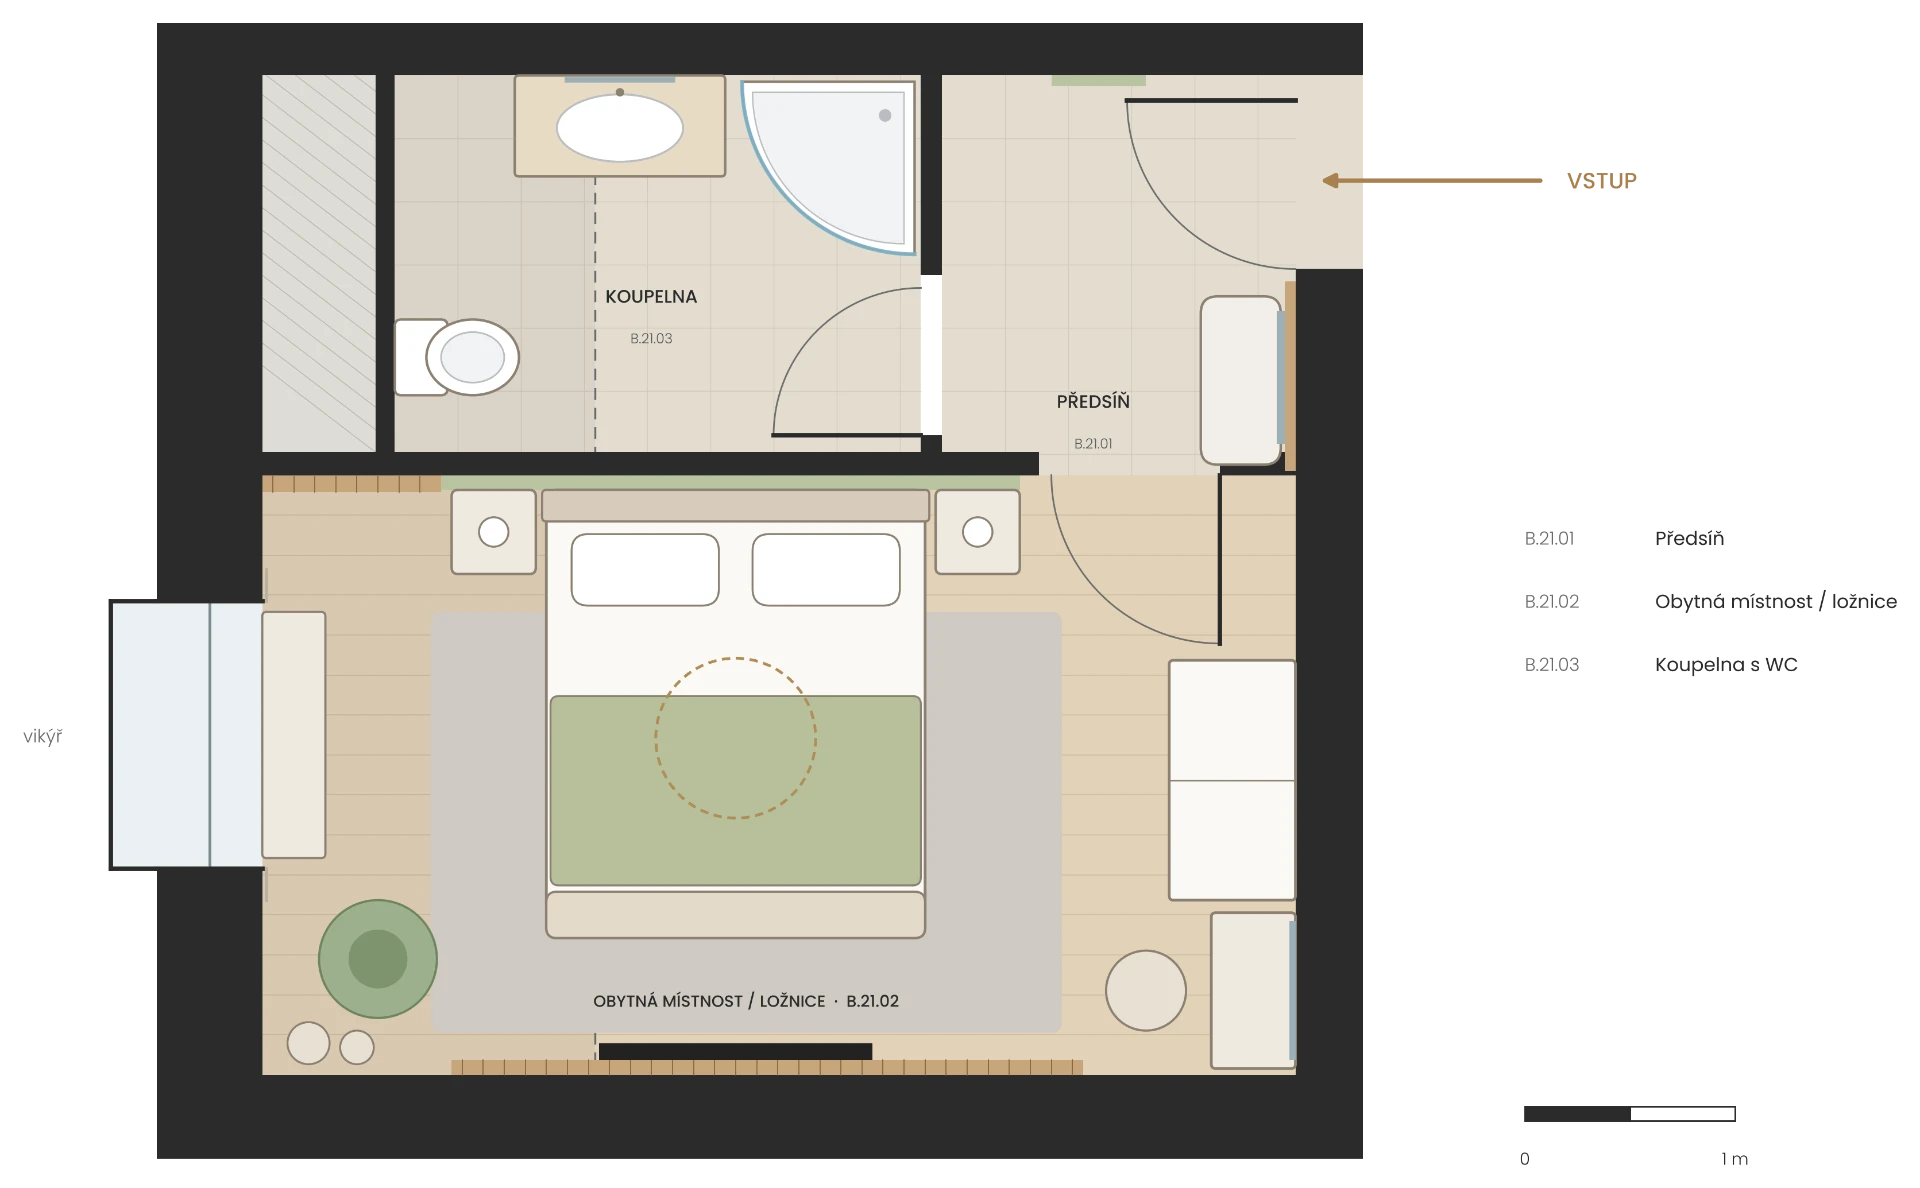 VSTUP
KOUPELNA
B.21.03
PŘEDSÍŇ
B.21.01
B.21.01 Předsíň
B.21.02 Obytná místnost / ložnice
B.21.03 Koupelna s WC
vikýř
OBYTNÁ MÍSTNOST / LOŽNICE · B.21.02
0 1 m